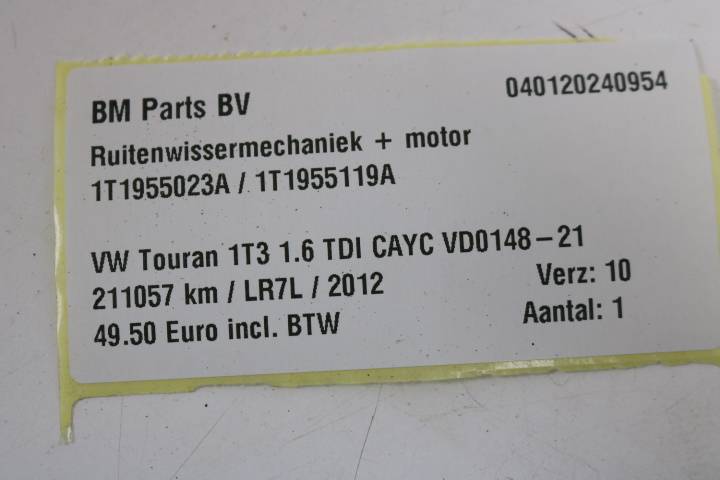 BM Parts BV 040120240954
Ruitenwissermechaniek + motor
1T1955023A / 1T1955119A
VW Touran 1T3 1.6 TDI CAYC VD0148-21
211057 km / LR7L / 2012 Verz: 10
49.50 Euro incl. BTW Aantal: 1